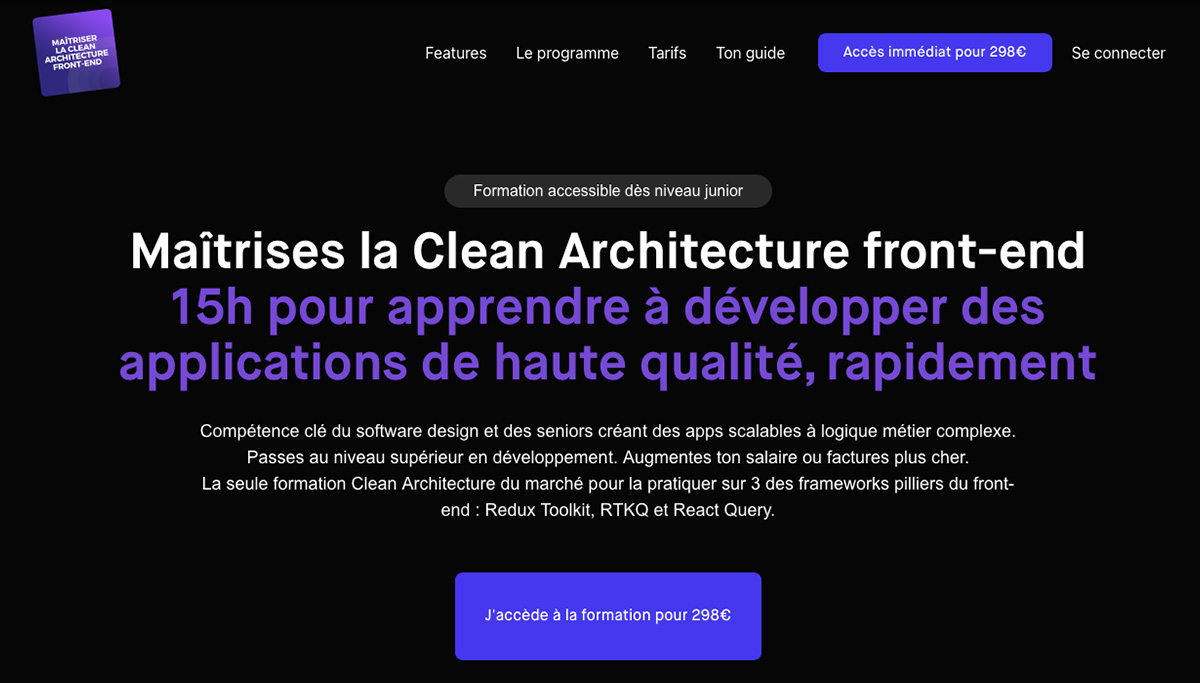 MAÎTRISER
LA CLEAN
ARCHITECTURE
FRONT-END
Features
Le programme
Tarifs
Ton guide
Accès immédiat pour 298€
Se connecter
Formation accessible dès niveau junior
Maîtrises la Clean Architecture front-end
15h pour apprendre à développer des
applications de haute qualité, rapidement
Compétence clé du software design et des seniors créant des apps scalables à logique métier complexe.
Passes au niveau supérieur en développement. Augmentes ton salaire ou factures plus cher.
La seule formation Clean Architecture du marché pour la pratiquer sur 3 des frameworks pilliers du front-
end : Redux Toolkit, RTKQ et React Query.
J'accède à la formation pour 298€